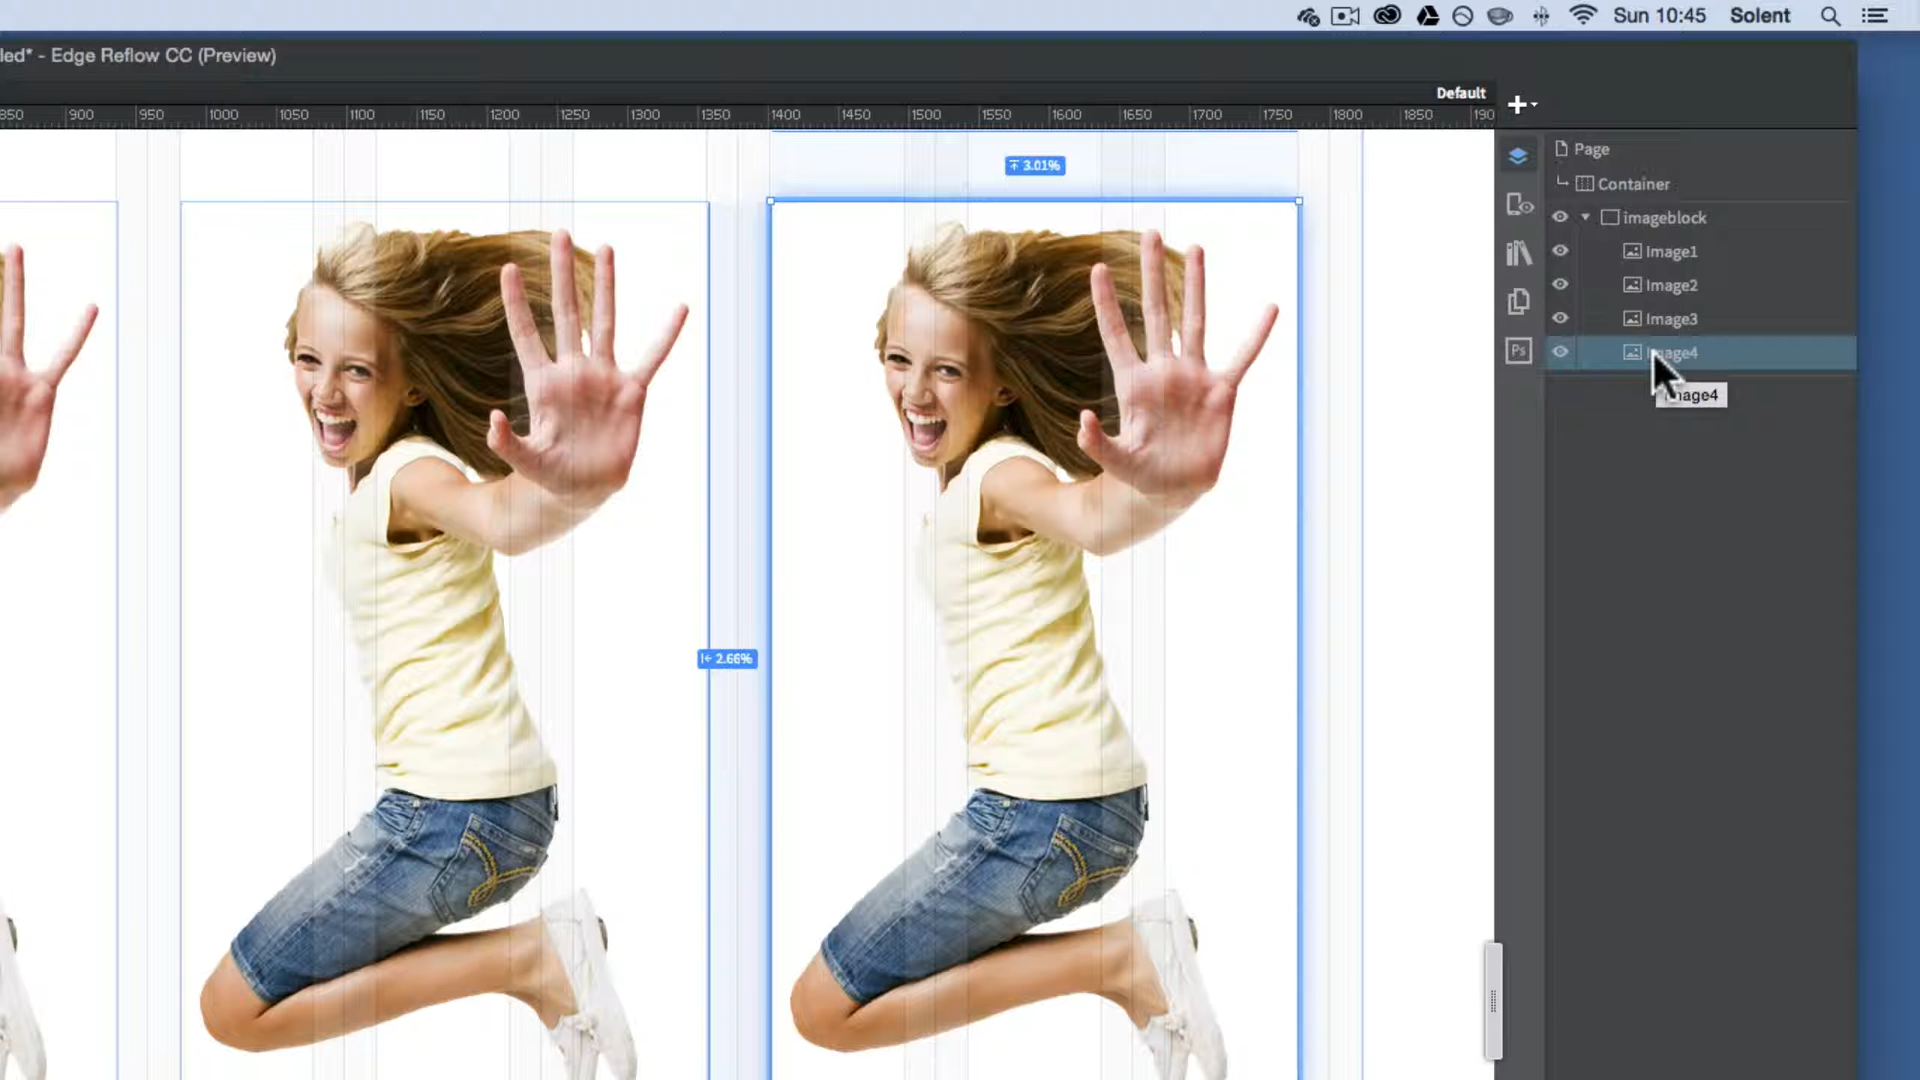 Sun 10:45 Solent
led* - Edge Reflow CC (Preview)
Default
850 900 950 1000 1050 1100 1150 1200 1250 1300 1350 1400 1450 1500 1550 1600 1650 1700 1750 1800 1850 190
Page
3.01%
Container
imageblock
Image1
Image2
Image3
Ps
Image4
mage4
2.66%